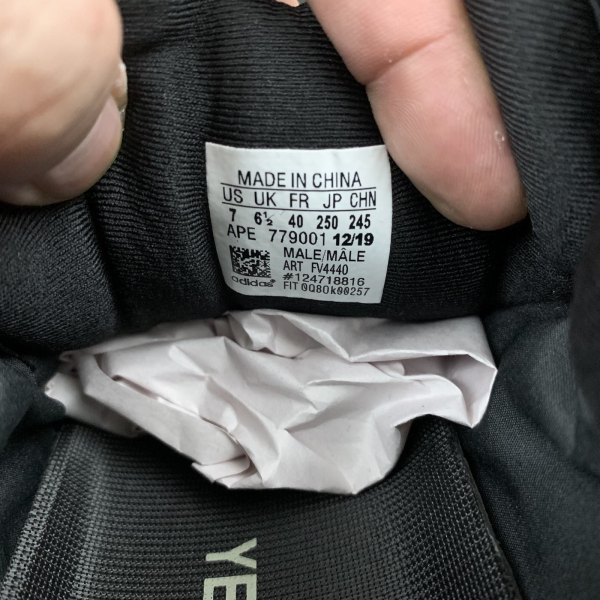 MADE IN CHINA
US UK FR JP CHN
7 6½ 40 250 245
APE 779001 12/19
MALE/MÂLE
ART FV4440
#124718816
adidas® FIT 0Q80k00257
YE